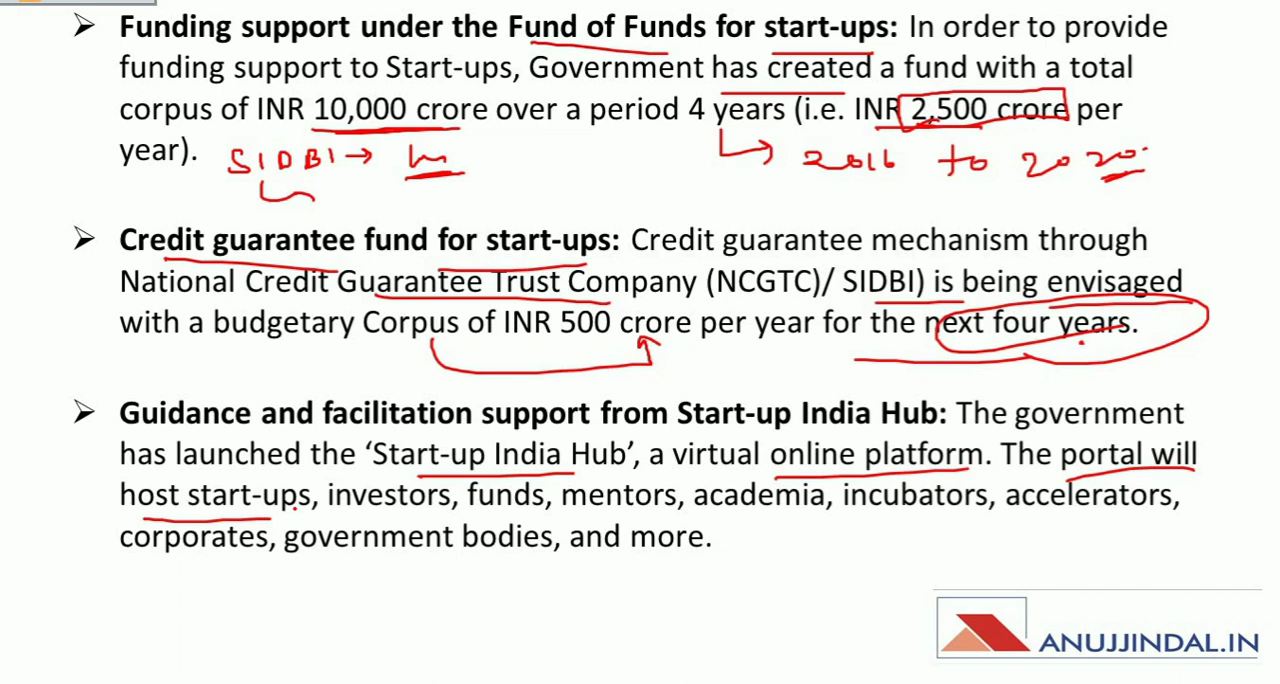 ➢ Funding support under the Fund of Funds for start-ups: In order to provide
funding support to Start-ups, Government has created a fund with a total
corpus of INR 10,000 crore over a period 4 years (i.e. INR 2,500 crore per
year).
SIDBI → 
2016 to 2020.
➢ Credit guarantee fund for start-ups: Credit guarantee mechanism through
National Credit Guarantee Trust Company (NCGTC)/ SIDBI) is being envisaged
with a budgetary Corpus of INR 500 crore per year for the next four years.
➢ Guidance and facilitation support from Start-up India Hub: The government
has launched the ‘Start-up India Hub’, a virtual online platform. The portal will
host start-ups, investors, funds, mentors, academia, incubators, accelerators,
corporates, government bodies, and more.
ANUJJINDAL.IN